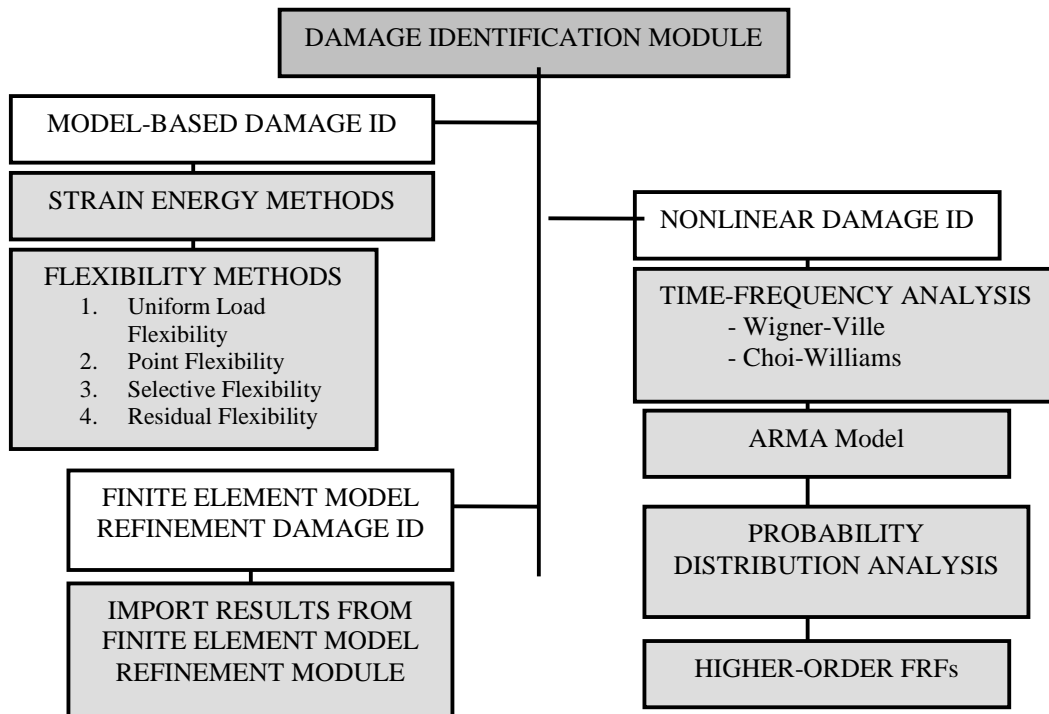 DAMAGE IDENTIFICATION MODULE
MODEL-BASED DAMAGE ID
STRAIN ENERGY METHODS
FLEXIBILITY METHODS
1. Uniform Load
Flexibility
2. Point Flexibility
3. Selective Flexibility
4. Residual Flexibility
FINITE ELEMENT MODEL
REFINEMENT DAMAGE ID
IMPORT RESULTS FROM
FINITE ELEMENT MODEL
REFINEMENT MODULE
NONLINEAR DAMAGE ID
TIME-FREQUENCY ANALYSIS
- Wigner-Ville
- Choi-Williams
ARMA Model
PROBABILITY
DISTRIBUTION ANALYSIS
HIGHER-ORDER FRFs